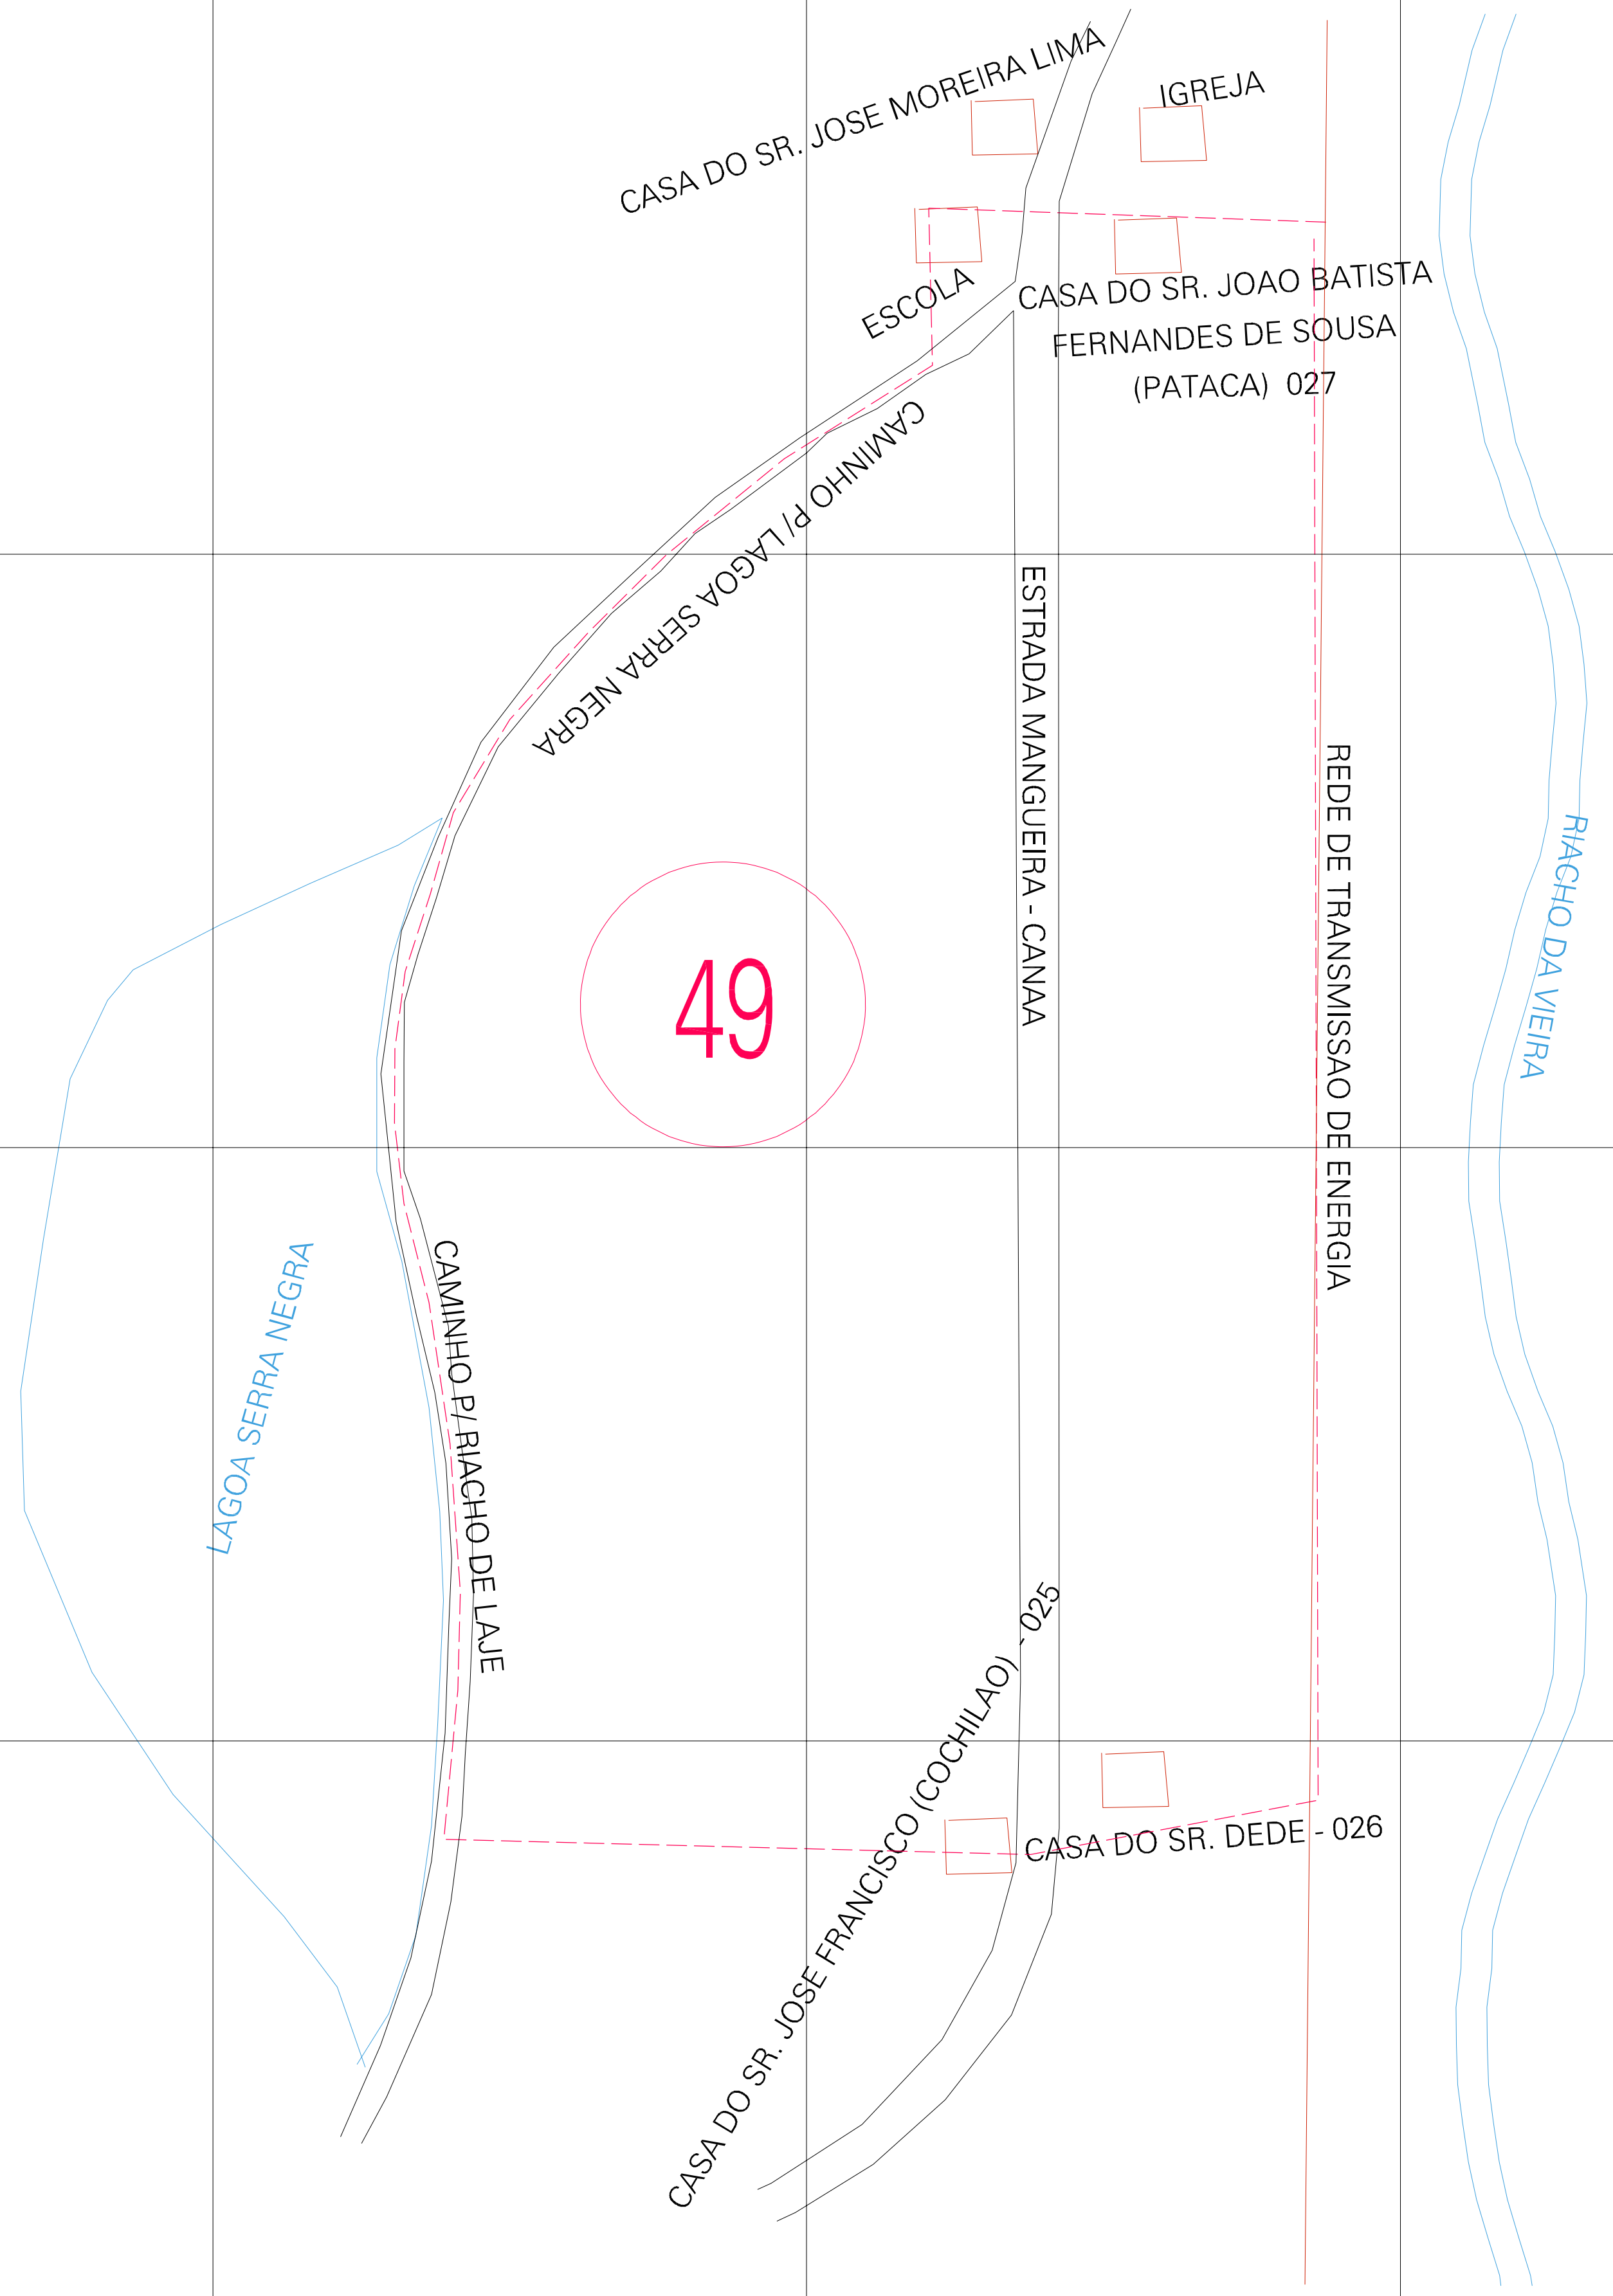 CASA DO SR. JOSE MOREIRA LIMA
IGREJA
ESCOLA
CASA DO SR. JOAO BATISTA
FERNANDES DE SOUSA
(PATACA) 027
CAMINHO P/ LAGOA SERRA NEGRA
ESTRADA MANGUEIRA - CANAA
REDE DE TRANSMISSAO DE ENERGIA
RIACHO DA VIEIRA
49
LAGOA SERRA NEGRA
CAMINHO P/ RIACHO DE LAJE
CASA DO SR. JOSE FRANCISCO (COCHILAO) - 025
CASA DO SR. DEDE - 026